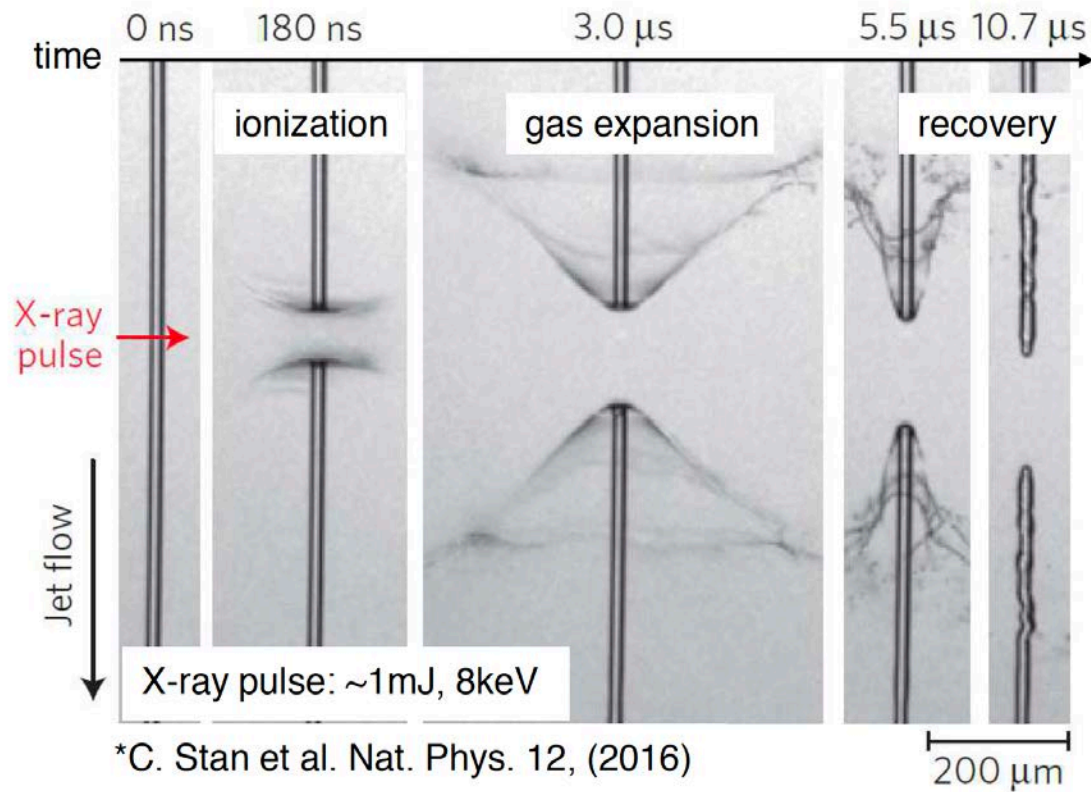 0 ns 180 ns 3.0 µs 5.5 µs 10.7 µs
time
ionization gas expansion recovery
X-ray
pulse
Jet flow
X-ray pulse: ~1mJ, 8keV
*C. Stan et al. Nat. Phys. 12, (2016)
200 µm